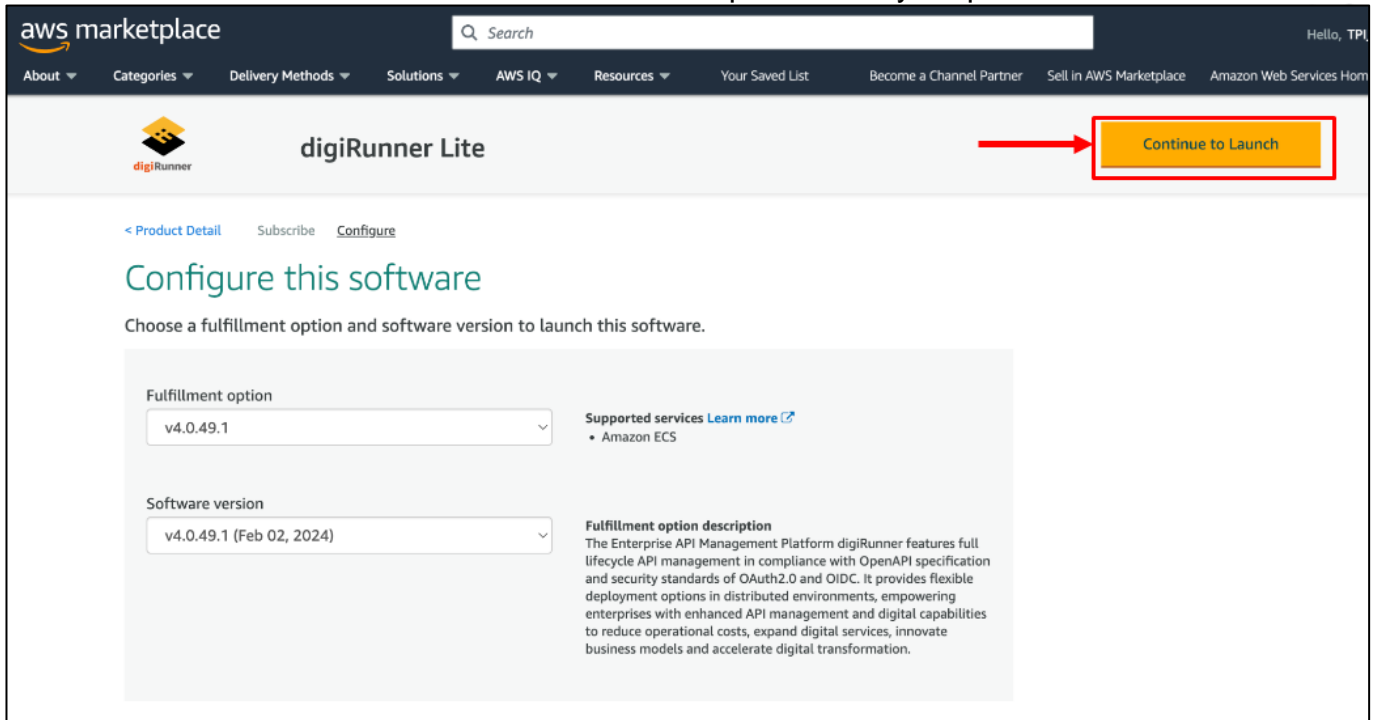 aws marketplace
Search
Hello, TPI
About
Categories
Delivery Methods
Solutions
AWS IQ
Resources
Your Saved List
Become a Channel Partner
Sell in AWS Marketplace
Amazon Web Services Hom
digiRunner
digiRunner Lite
Continue to Launch
< Product Detail
Subscribe
Configure
Configure this software
Choose a fulfillment option and software version to launch this software.
Fulfillment option
v4.0.49.1
Supported services Learn more
• Amazon ECS
Software version
v4.0.49.1 (Feb 02, 2024)
Fulfillment option description
The Enterprise API Management Platform digiRunner features full
lifecycle API management in compliance with OpenAPI specification
and security standards of OAuth2.0 and OIDC. It provides flexible
deployment options in distributed environments, empowering
enterprises with enhanced API management and digital capabilities
to reduce operational costs, expand digital services, innovate
business models and accelerate digital transformation.